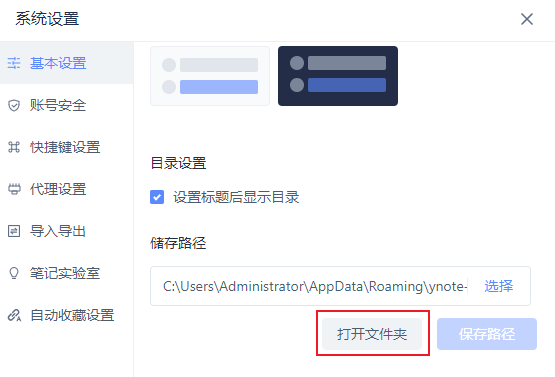 系统设置
基本设置
账号安全
快捷键设置
代理设置
导入导出
笔记实验室
自动收藏设置
目录设置
设置标题后显示目录
储存路径
C:\Users\Administrator\AppData\Roaming\ynote- 选择
打开文件夹 保存路径